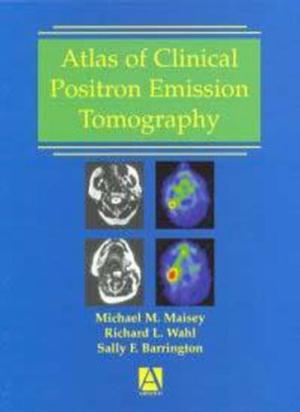 Atlas of Clinical
Positron Emission
Tomography
Michael M. Maisey
Richard L. Wahl
Sally F. Barrington
A